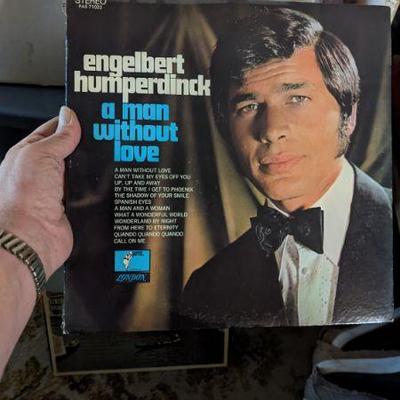 STEREO
PAS 71022
engelbert
humperdinck
a man
without
love
A MAN WITHOUT LOVE
CAN'T TAKE MY EYES OFF YOU
UP, UP AND AWAY
BY THE TIME I GET TO PHOENIX
THE SHADOW OF YOUR SMILE
SPANISH EYES
A MAN AND A WOMAN
WHAT A WONDERFUL WORLD
WONDERLAND BY NIGHT
FROM HERE TO ETERNITY
QUANDO QUANDO QUANDO
CALL ON ME
LONDON